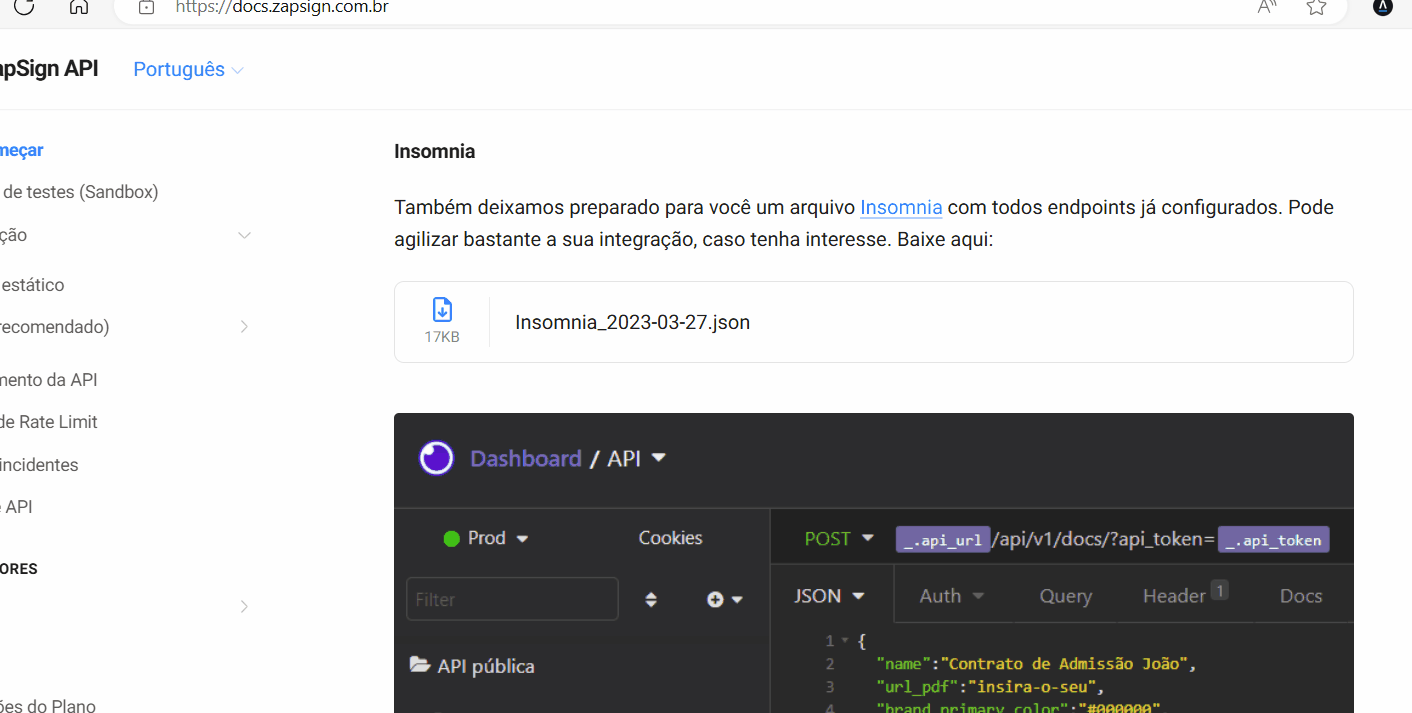 https://docs.zapsign.com.br
apSign API
Português
meçar
de testes (Sandbox)
ção
estático
recomendado)
mento da API
de Rate Limit
incidentes
e API
ORES
ões do Plano
Insomnia
Também deixamos preparado para você um arquivo Insomnia com todos endpoints já configurados. Pode
agilizar bastante a sua integração, caso tenha interesse. Baixe aqui:
17KB
Insomnia_2023-03-27.json
Dashboard / API
Prod
Cookies
Filter
API pública
POST _.api_url/api/v1/docs/?api_token=_.api_token
JSON Auth Query Header 1 Docs
1 {
2 "name":"Contrato de Admissão João",
3 "url_pdf":"insira-o-seu",
4 "brand_primary_color":"#000000",